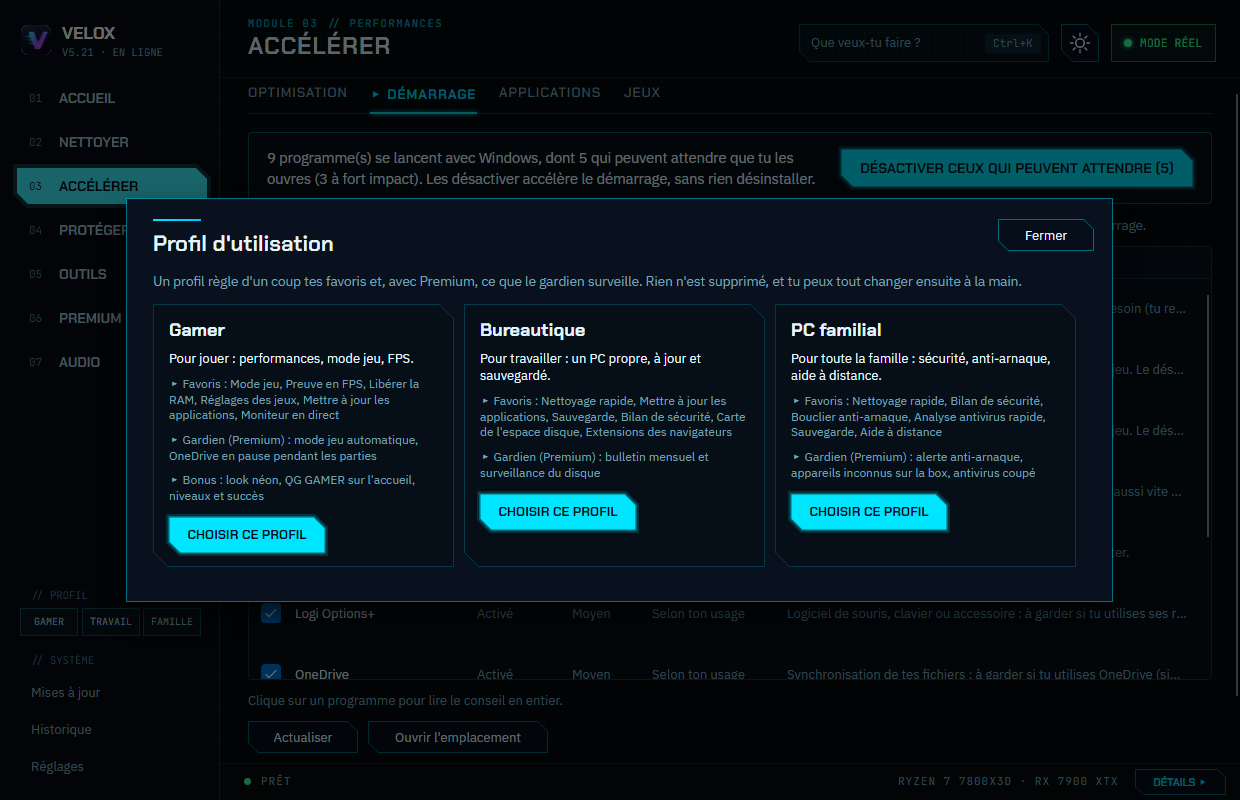 VELOX
V5.21 · EN LIGNE
01 ACCUEIL
02 NETTOYER
03 ACCÉLÉRER
04 PROTÉGER
05 OUTILS
06 PREMIUM
07 AUDIO
// PROFIL
GAMER TRAVAIL FAMILLE
// SYSTÈME
Mises à jour
Historique
Réglages
MODULE 03 // PERFORMANCES
ACCÉLÉRER
Que veux-tu faire ? Ctrl+K
MODE RÉEL
OPTIMISATION ► DÉMARRAGE APPLICATIONS JEUX
9 programme(s) se lancent avec Windows, dont 5 qui peuvent attendre que tu les
ouvres (3 à fort impact). Les désactiver accélère le démarrage, sans rien désinstaller.
DÉSACTIVER CEUX QUI PEUVENT ATTENDRE (5)
rrage.
esoin (tu re...
eu. Le dés...
eu. Le dés...
aussi vite ...
ter.
Profil d'utilisation
Fermer
Un profil règle d'un coup tes favoris et, avec Premium, ce que le gardien surveille. Rien n'est supprimé, et tu peux tout changer ensuite à la main.
Gamer
Pour jouer : performances, mode jeu, FPS.
► Favoris : Mode jeu, Preuve en FPS, Libérer la
RAM, Réglages des jeux, Mettre à jour les
applications, Moniteur en direct
► Gardien (Premium) : mode jeu automatique,
OneDrive en pause pendant les parties
► Bonus : look néon, QG GAMER sur l'accueil,
niveaux et succès
CHOISIR CE PROFIL
Bureautique
Pour travailler : un PC propre, à jour et
sauvegardé.
► Favoris : Nettoyage rapide, Mettre à jour les
applications, Sauvegarde, Bilan de sécurité, Carte
de l'espace disque, Extensions des navigateurs
► Gardien (Premium) : bulletin mensuel et
surveillance du disque
CHOISIR CE PROFIL
PC familial
Pour toute la famille : sécurité, anti-arnaque,
aide à distance.
► Favoris : Nettoyage rapide, Bilan de sécurité,
Bouclier anti-arnaque, Analyse antivirus rapide,
Sauvegarde, Aide à distance
► Gardien (Premium) : alerte anti-arnaque,
appareils inconnus sur la box, antivirus coupé
CHOISIR CE PROFIL
Logi Options+ Activé Moyen Selon ton usage Logiciel de souris, clavier ou accessoire : à garder si tu utilises ses r...
OneDrive Activé Moyen Selon ton usage Synchronisation de tes fichiers : à garder si tu utilises OneDrive (si...
Clique sur un programme pour lire le conseil en entier.
Actualiser Ouvrir l'emplacement
PRÊT
RYZEN 7 7800X3D · RX 7900 XTX
DÉTAILS ►